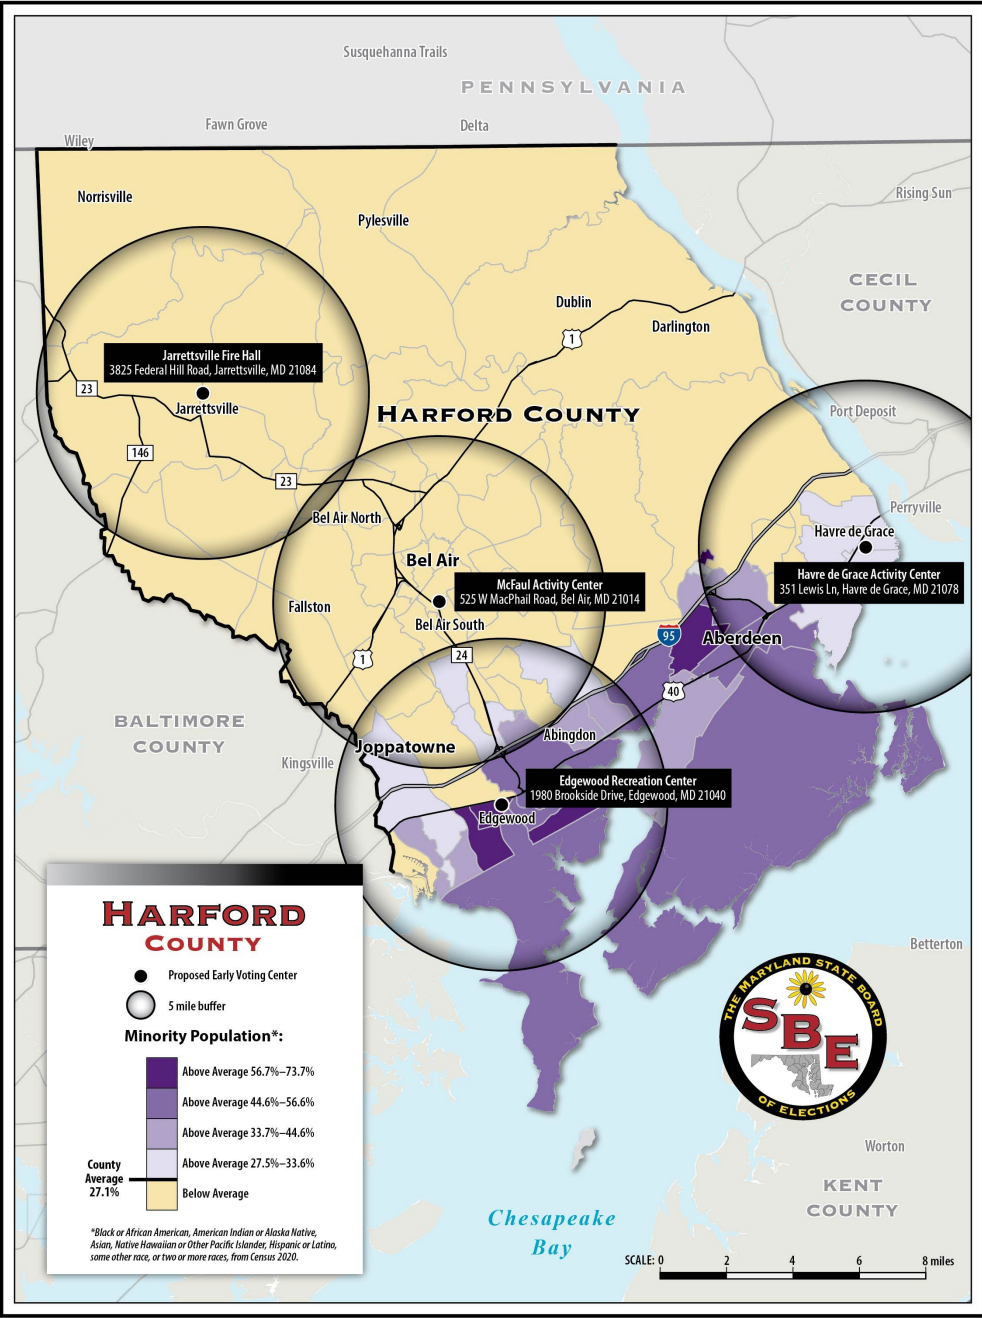 Susquehanna Trails
PENNSYLVANIA
Fawn Grove
Delta
Wiley
Norrisville
Pylesville
Rising Sun
CECIL
COUNTY
Dublin
Darlington
1
Jarrettsville Fire Hall
3825 Federal Hill Road, Jarrettsville, MD 21084
23
Jarrettsville
HARFORD COUNTY
Port Deposit
146
23
Bel Air North
Perryville
Havre de Grace
Bel Air
Havre de Grace Activity Center
351 Lewis Ln, Havre de Grace, MD 21078
McFaul Activity Center
525 W MacPhail Road, Bel Air, MD 21014
Fallston
Bel Air South
95
Aberdeen
1
24
40
BALTIMORE
COUNTY
Joppatowne
Abingdon
Kingsville
Edgewood Recreation Center
1980 Brookside Drive, Edgewood, MD 21040
Edgewood
HARFORD
COUNTY
Proposed Early Voting Center
5 mile buffer
Minority Population*:
Above Average 56.7%–73.7%
Above Average 44.6%–56.6%
Above Average 33.7%–44.6%
Above Average 27.5%–33.6%
County
Average
27.1%
Below Average
*Black or African American, American Indian or Alaska Native,
Asian, Native Hawaiian or Other Pacific Islander, Hispanic or Latino,
some other race, or two or more races, from Census 2020.
Betterton
THE MARYLAND STATE BOARD
SBE
OF ELECTIONS
Worton
KENT
COUNTY
Chesapeake
Bay
SCALE: 0 2 4 6 8 miles